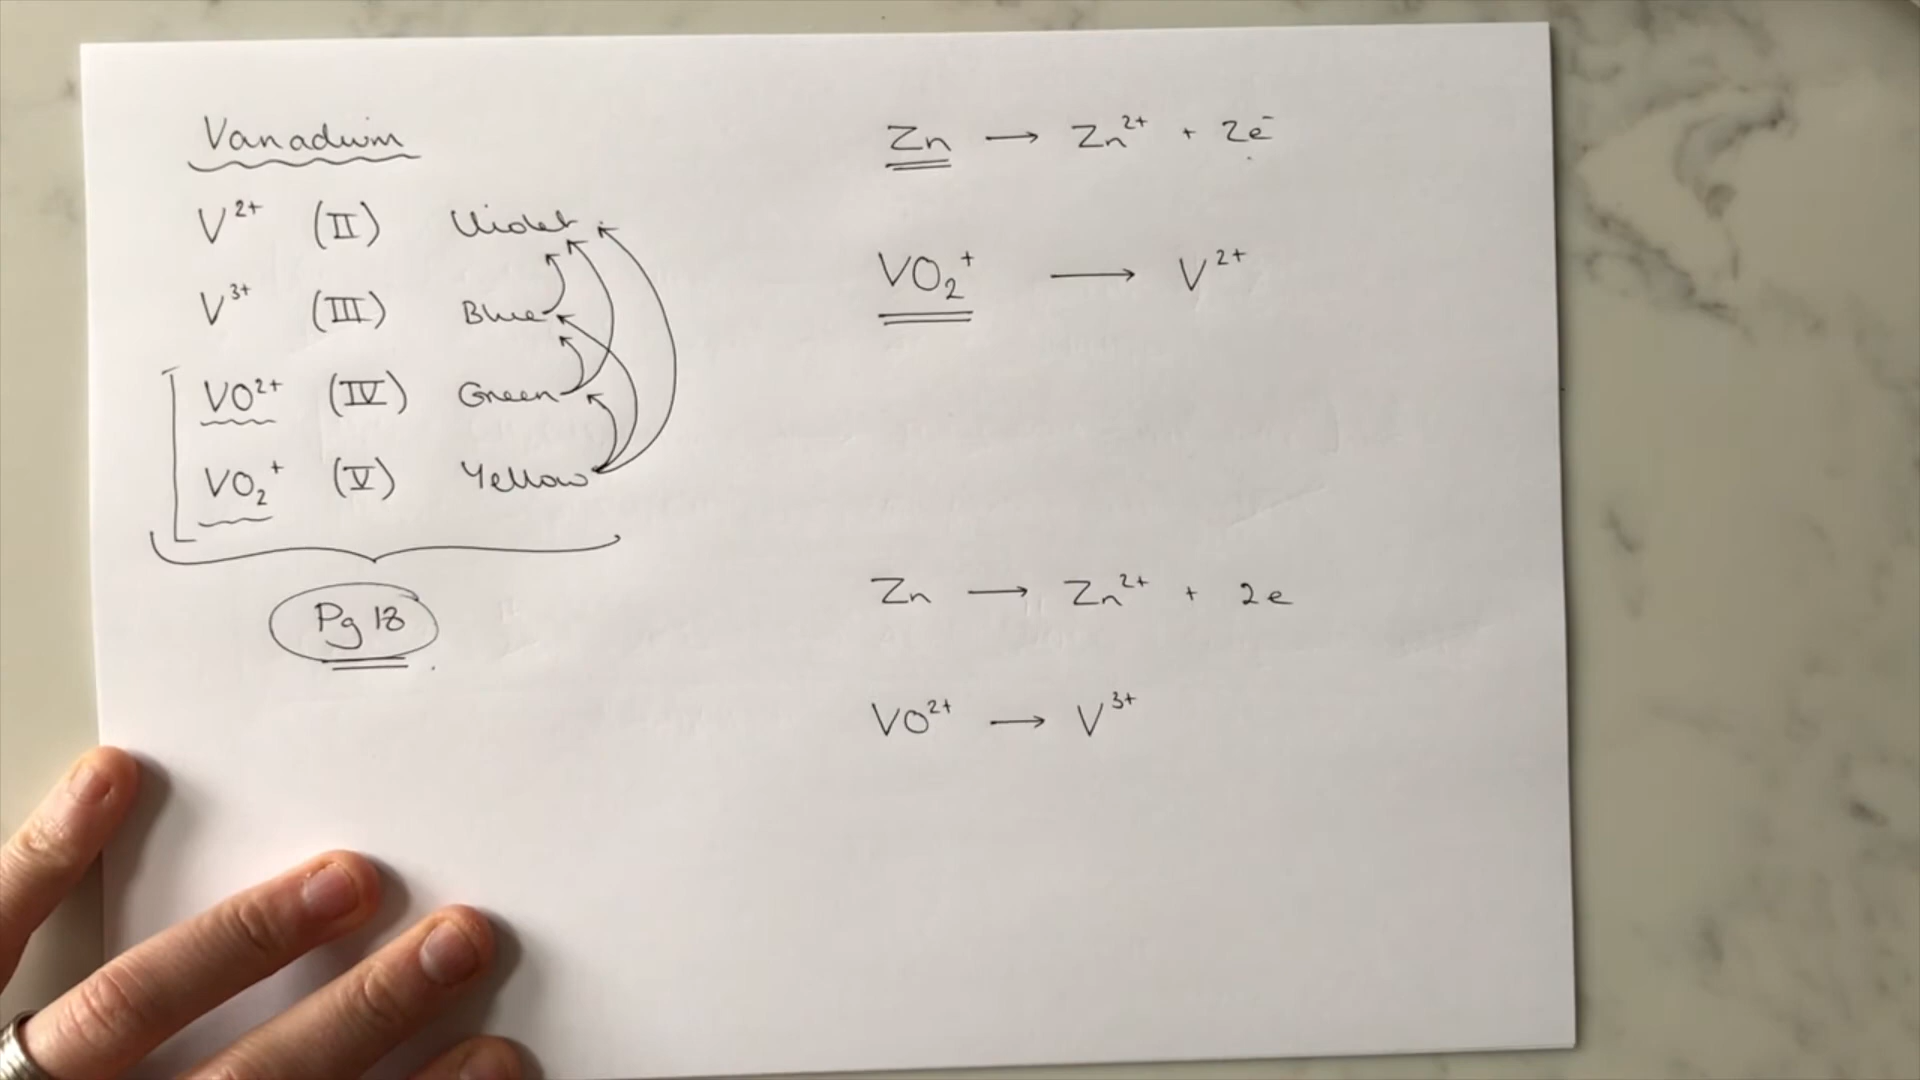 Vanadium
V²⁺ (II) Violet
V³⁺ (III) Blue
VO²⁺ (IV) Green
VO₂⁺ (V) Yellow
Pg 18
Zn → Zn²⁺ + 2e⁻
VO₂⁺ → V²⁺
Zn → Zn²⁺ + 2e
VO²⁺ → V³⁺